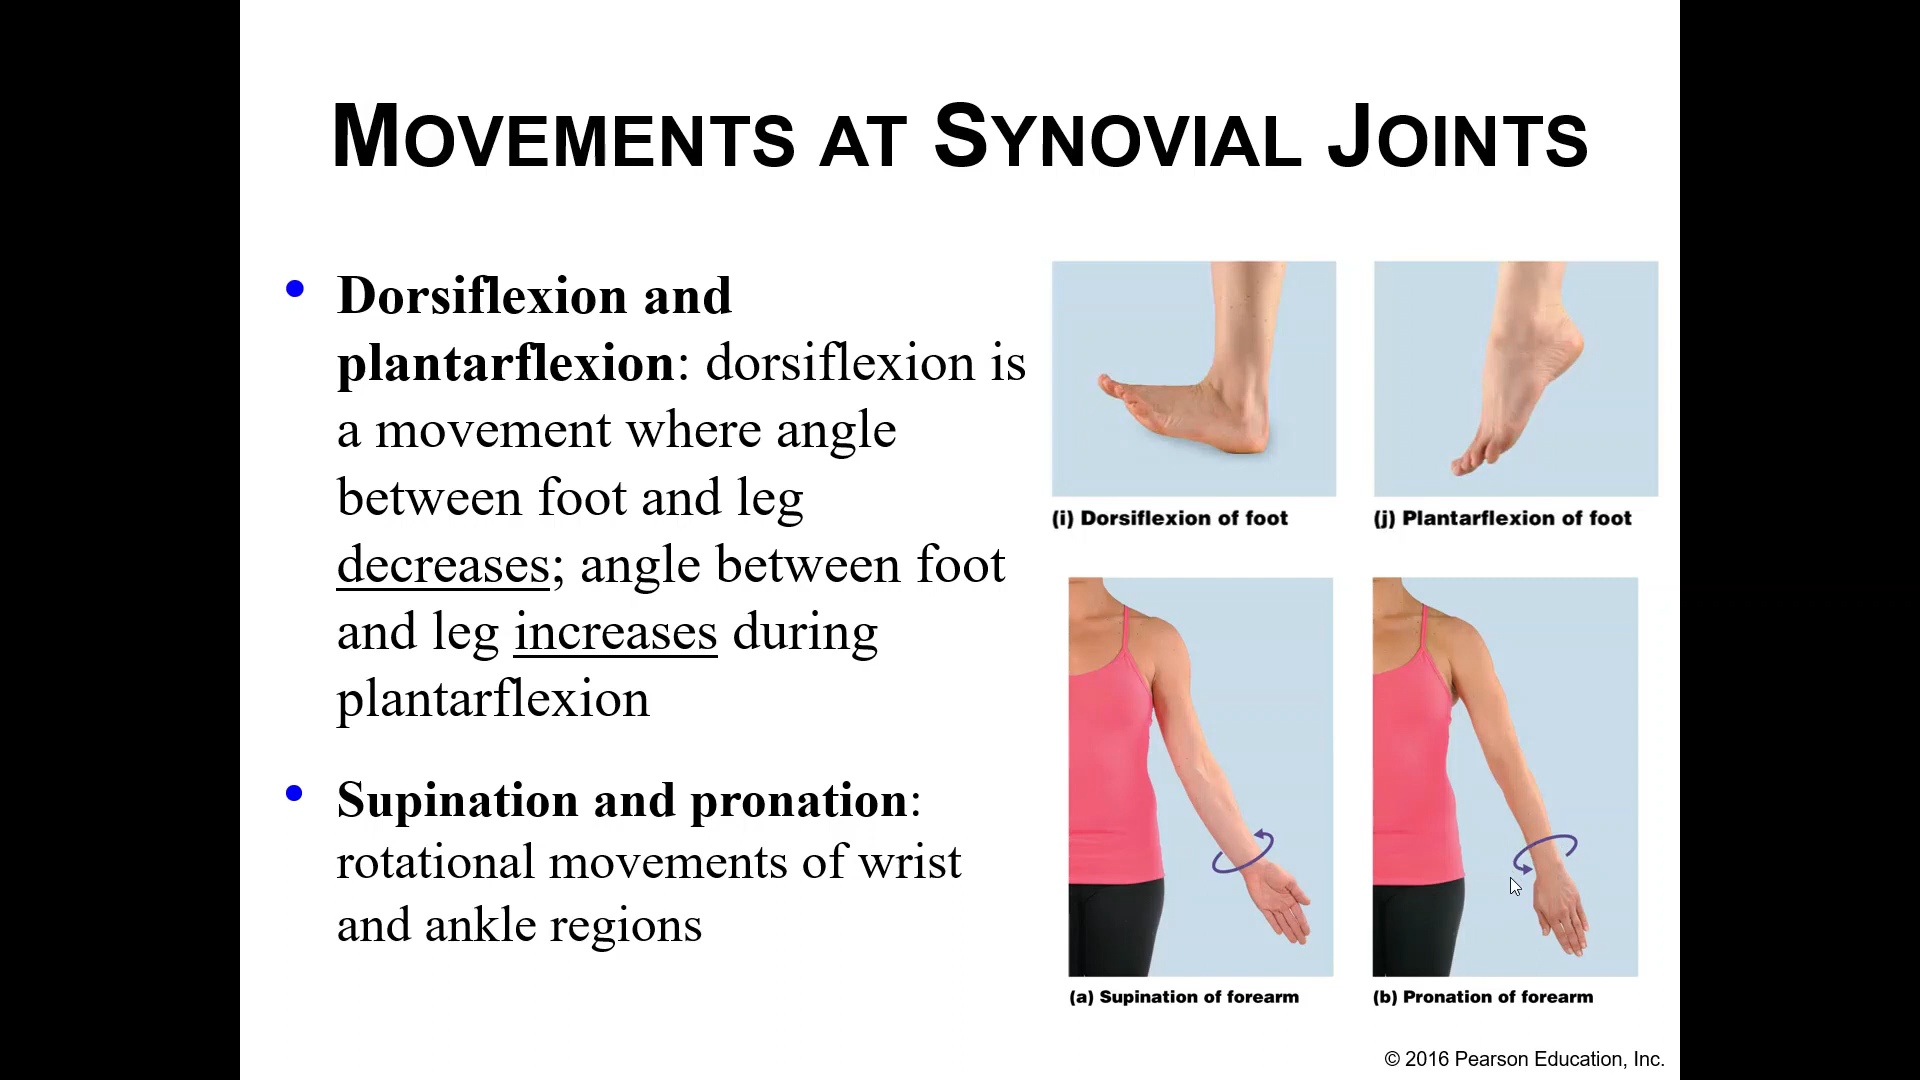 MOVEMENTS AT SYNOVIAL JOINTS
• Dorsiflexion and
plantarflexion: dorsiflexion is
a movement where angle
between foot and leg
decreases; angle between foot
and leg increases during
plantarflexion
• Supination and pronation:
rotational movements of wrist
and ankle regions
(i) Dorsiflexion of foot
(j) Plantarflexion of foot
(a) Supination of forearm
(b) Pronation of forearm
© 2016 Pearson Education, Inc.